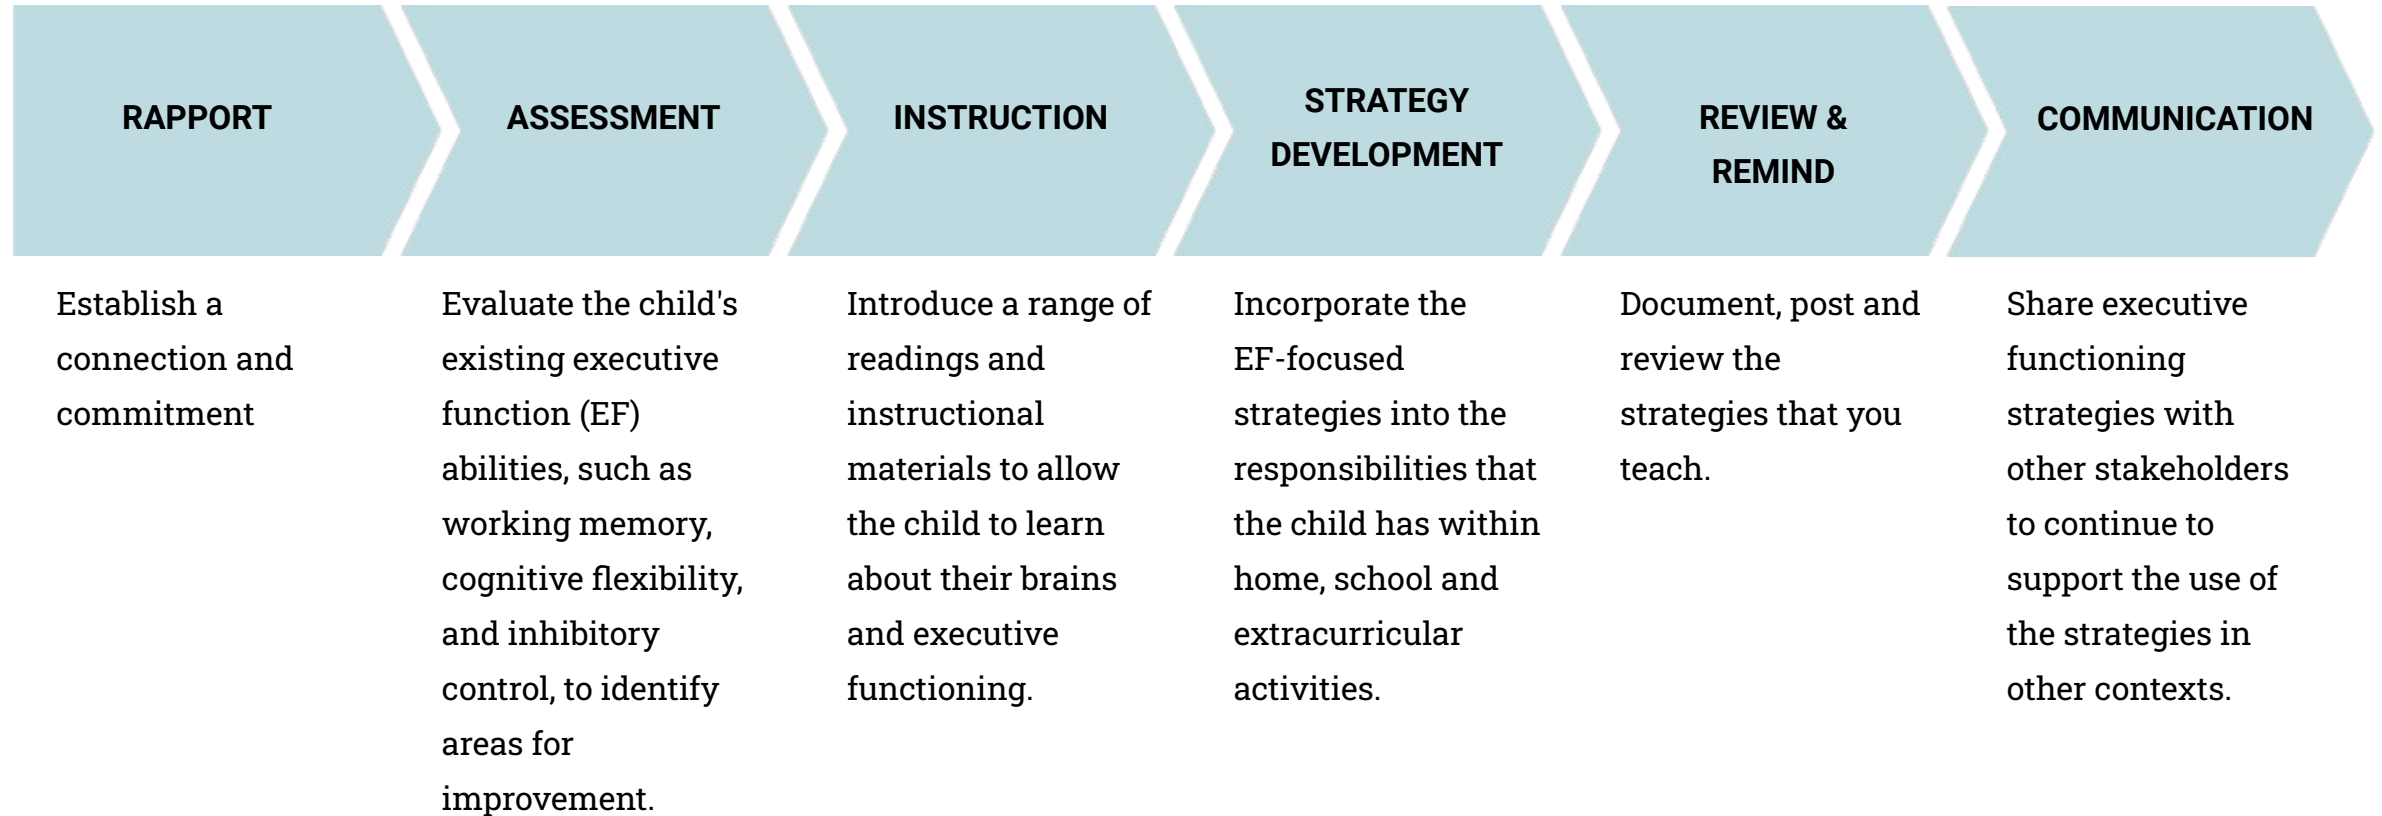 RAPPORT
Establish a
connection and
commitment
ASSESSMENT
Evaluate the child's
existing executive
function (EF)
abilities, such as
working memory,
cognitive flexibility,
and inhibitory
control, to identify
areas for
improvement.
INSTRUCTION
Introduce a range of
readings and
instructional
materials to allow
the child to learn
about their brains
and executive
functioning.
STRATEGY
DEVELOPMENT
Incorporate the
EF-focused
strategies into the
responsibilities that
the child has within
home, school and
extracurricular
activities.
REVIEW &
REMIND
Document, post and
review the
strategies that you
teach.
COMMUNICATION
Share executive
functioning
strategies with
other stakeholders
to continue to
support the use of
the strategies in
other contexts.